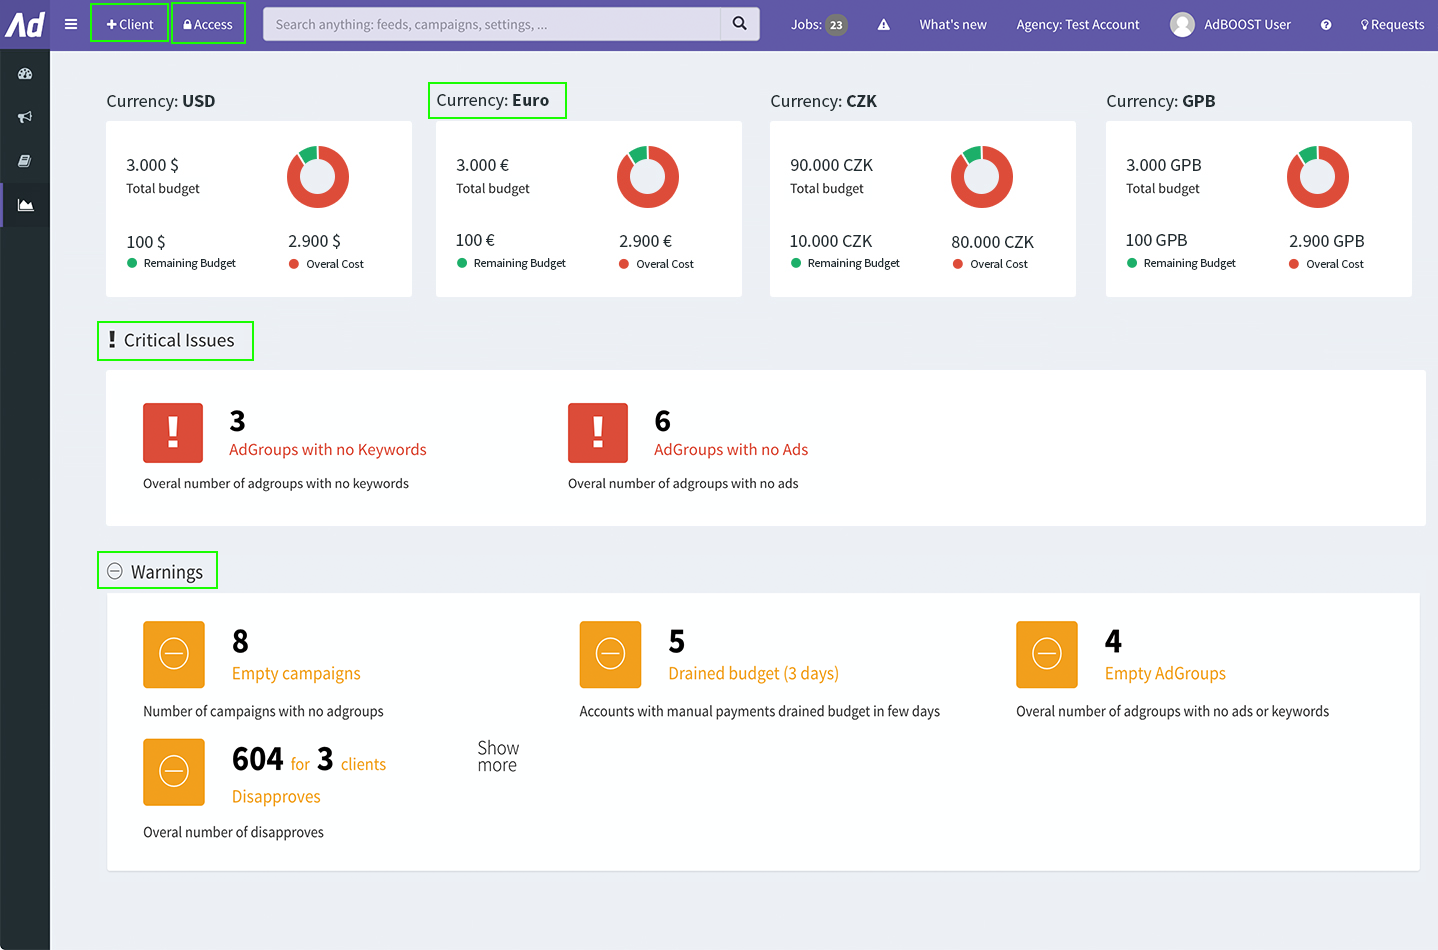 Ad
+ Client
Access
Search anything: feeds, campaigns, settings, ...
Jobs: 23
What's new
Agency: Test Account
AdBOOST User
Requests
Currency: USD
3.000 $
Total budget
100 $
Remaining Budget
2.900 $
Overal Cost
Currency: Euro
3.000 €
Total budget
100 €
Remaining Budget
2.900 €
Overal Cost
Currency: CZK
90.000 CZK
Total budget
10.000 CZK
Remaining Budget
80.000 CZK
Overal Cost
Currency: GPB
3.000 GPB
Total budget
100 GPB
Remaining Budget
2.900 GPB
Overal Cost
! Critical Issues
3
AdGroups with no Keywords
Overal number of adgroups with no keywords
6
AdGroups with no Ads
Overal number of adgroups with no ads
Warnings
8
Empty campaigns
Number of campaigns with no adgroups
5
Drained budget (3 days)
Accounts with manual payments drained budget in few days
4
Empty AdGroups
Overal number of adgroups with no ads or keywords
604 for 3 clients
Disapproves
Overal number of disapproves
Show
more